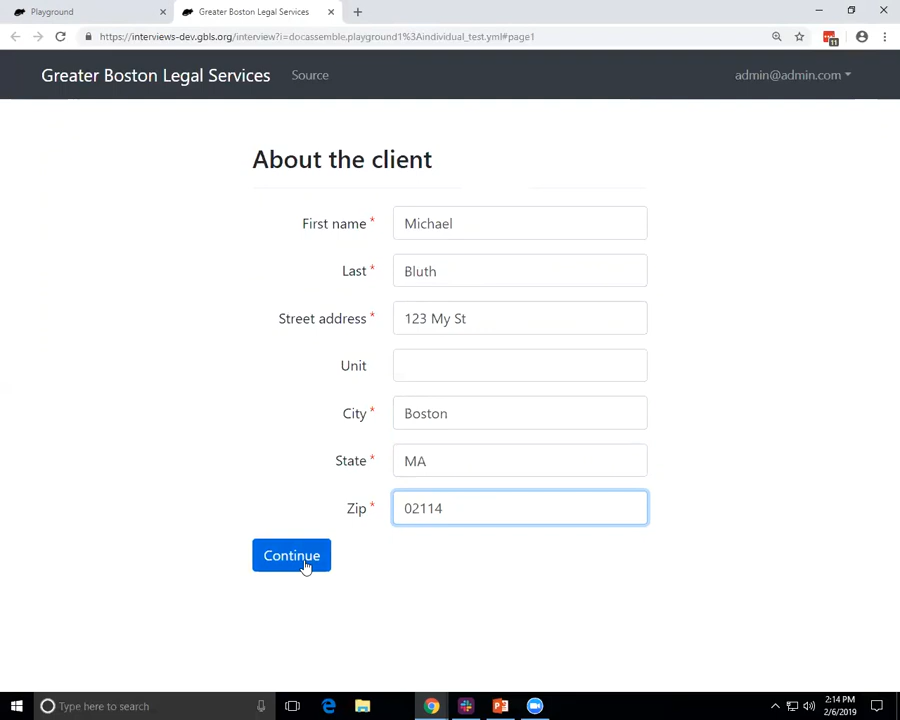 Playground
Greater Boston Legal Services
https://interviews-dev.gbls.org/interview?i=docassemble.playground1%3Aindividual_test.yml#page1
11
Greater Boston Legal Services Source admin@admin.com
About the client
First name * Michael
Last * Bluth
Street address * 123 My St
Unit
City * Boston
State * MA
Zip * 02114
Continue
Type here to search
2:14 PM
2/6/2019